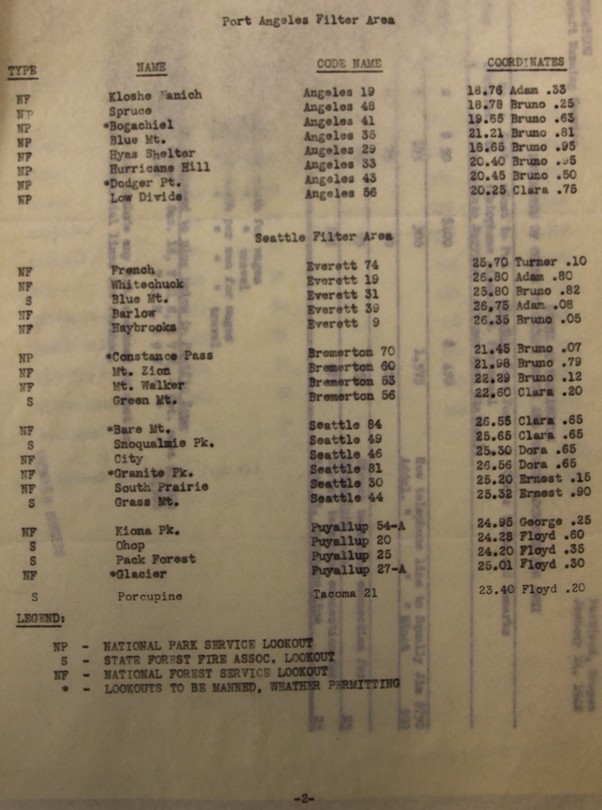 Port Angeles Filter Area
TYPE NAME CODE NAME COORDINATES
NF Kloshe Nanich Angeles 19 18.76 Adam .33
NP Spruce Angeles 48 18.78 Bruno .25
NP *Bogachiel Angeles 41 19.65 Bruno .63
NP Blue Mt. Angeles 35 21.21 Bruno .81
NF Hyas Shelter Angeles 29 18.65 Bruno .95
NP Hurricane Hill Angeles 33 20.40 Bruno
NP *Dodger Pt. Angeles 43 20.45 Bruno .50
NP Low Divide Angeles 56 20.25 Clara .75
Seattle Filter Area
NF French Everett 74 25.70 Turner .10
NF Whitechuck Everett 19 26.80 Adam .80
S Blue Mt. Everett 31 25.80 Bruno .82
NF Barlow Everett 39 26.75 Adam .08
NF Haybrooks Everett 9 26.35 Bruno .05
NP *Constance Pass Bremerton 70 21.45 Bruno .07
NF Mt. Zion Bremerton 60 21.98 Bruno .79
NF Mt. Walker Bremerton 53 22.29 Bruno .12
S Green Mt. Bremerton 56 22.60 Clara .20
NF *Bare Mt. Seattle 84 26.55 Clara .65
S Snoqualmie Pk. Seattle 49 25.65 Clara .65
NF City Seattle 46 25.30 Dora .65
NF *Granite Pk. Seattle 81 26.56 Dora .65
NF South Prairie Seattle 30 25.20 Ernest .15
S Grass Mt. Seattle 44 25.32 Ernest .90
NF Kiona Pk. Puyallup 54-A 24.95 George .25
S Ohop Puyallup 20 24.28 Floyd .60
S Pack Forest Puyallup 25 24.20 Floyd .35
NF *Glacier Puyallup 27-A 25.01 Floyd .30
S Porcupine Tacoma 21 23.40 Floyd .20
LEGEND:
NP - NATIONAL PARK SERVICE LOOKOUT
S - STATE FOREST FIRE ASSOC. LOOKOUT
NF - NATIONAL FOREST SERVICE LOOKOUT
* - LOOKOUTS TO BE MANNED, WEATHER PERMITTING
-2-